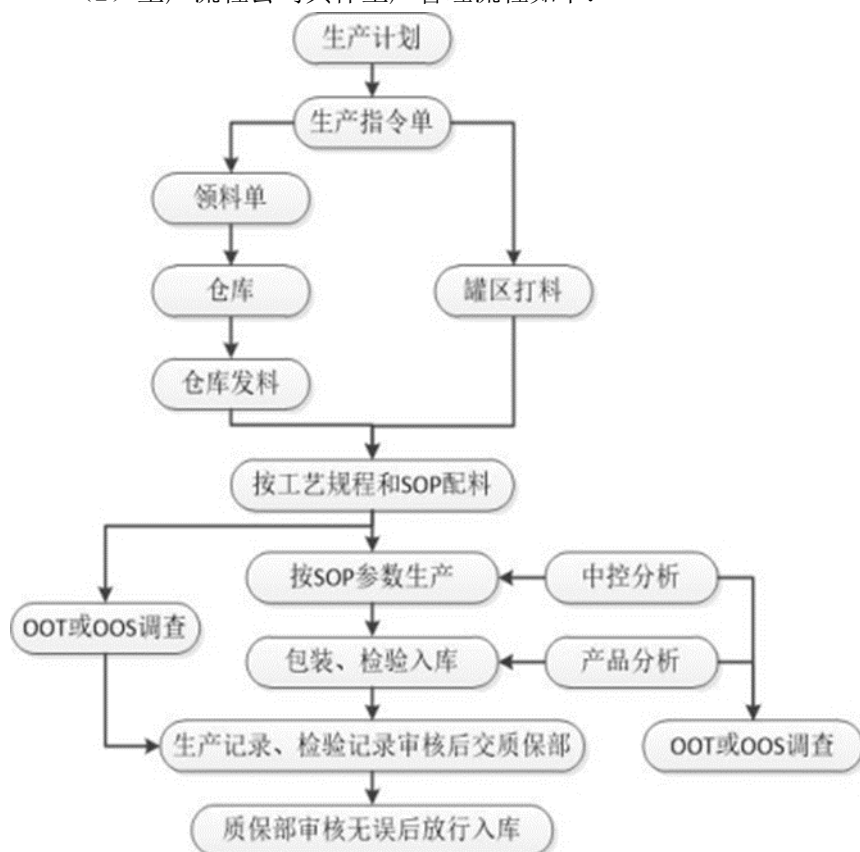 生产计划
生产指令单
领料单
仓库
罐区打料
仓库发料
按工艺规程和SOP配料
按SOP参数生产
中控分析
OOT或OOS调查
包装、检验入库
产品分析
生产记录、检验记录审核后交质保部
OOT或OOS调查
质保部审核无误后放行入库